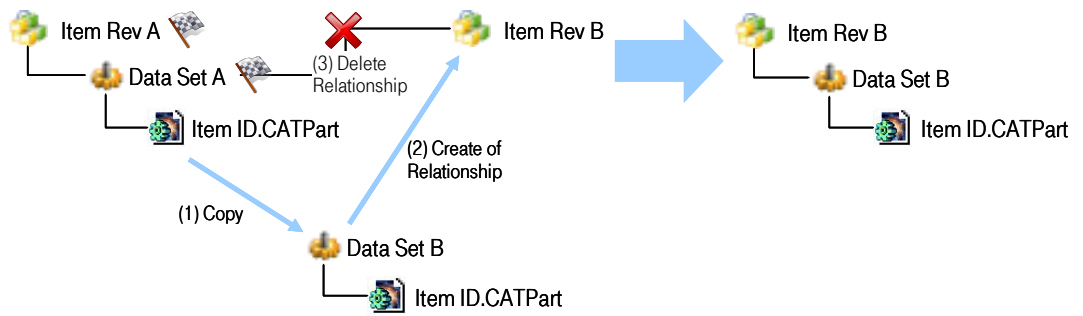 Item Rev A
Item Rev B
Item Rev B
Data Set A
(3) Delete
Relationship
Data Set B
Item ID.CATPart
Item ID.CATPart
(2) Create of
Relationship
(1) Copy
Data Set B
Item ID.CATPart